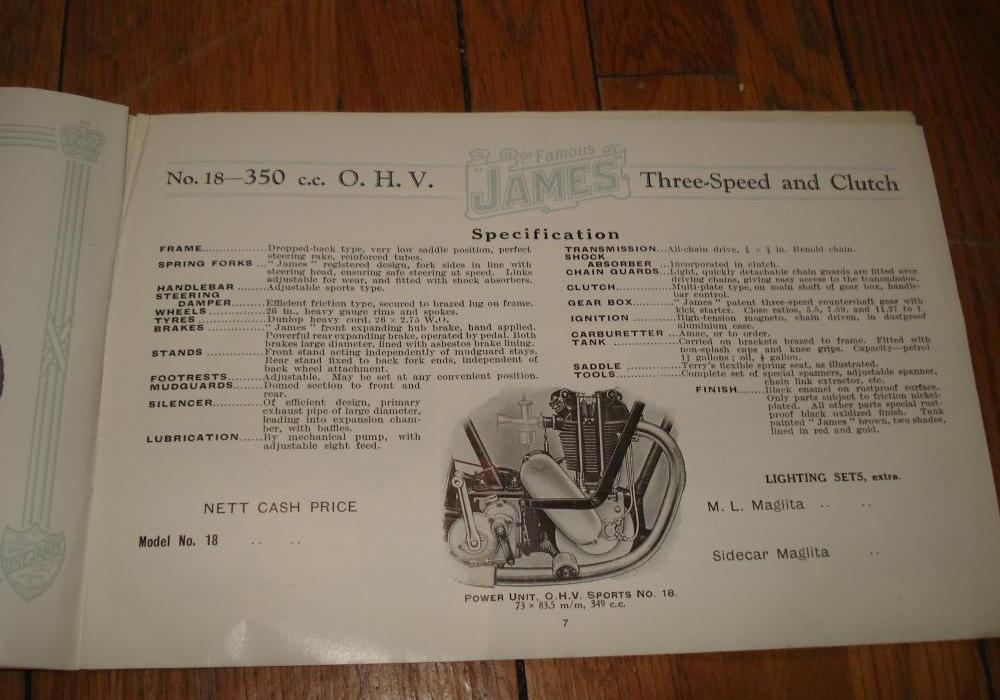 No. 18—350 c.c. O. H. V.
The Famous
"JAMES"
Three-Speed and Clutch
Specification
FRAME..............Dropped-back type, very low saddle position, perfect
steering rake, reinforced tubes.
SPRING FORKS ..."James" registered design, fork sides in line with
steering head, ensuring safe steering at speed. Links
adjustable for wear, and fitted with shock absorbers.
HANDLEBAR ........Adjustable sports type.
STEERING
DAMPER........Efficient friction type, secured to brazed lug on frame.
WHEELS..............26 in., heavy gauge rims and spokes.
TYRES ..............Dunlop heavy cord, 26 × 2.75 W.O.
BRAKES .............."James" front expanding hub brake, hand applied.
Powerful rear expanding brake, operated by pedal. Both
brakes large diameter, lined with asbestos brake lining.
STANDS ..............Front stand acting independently of mudguard stays.
Rear stand fixed to back fork ends, independent of
back wheel attachment.
FOOTRESTS.........Adjustable. May be set at any convenient position.
MUDGUARDS.......Domed section to front and
rear.
SILENCER............Of efficient design, primary
exhaust pipe of large diameter,
leading into expansion cham-
ber, with baffles.
LUBRICATION......By mechanical pump, with
adjustable sight feed.
TRANSMISSION...All-chain drive, in. Renold chain.
SHOCK
ABSORBER ...Incorporated in clutch.
CHAIN GUARDS...Light, quickly detachable chain guards are fitted over
driving chains, giving easy access to the transmission.
CLUTCH..............Multi-plate type, on main shaft of gear box, handle-
bar control.
GEAR BOX..........."James" patent three-speed countershaft gear with
kick starter. Close ratios, 5.5, 7.59, and 11.27 to 1.
IGNITION ............High-tension magneto, chain driven, in dustproof
aluminium case.
CARBURETTER ...Amac, or to order.
TANK .................Carried on brackets brazed to frame. Fitted with
non-splash caps and knee grips. Capacity—petrol
gallons; oil, gallon.
SADDLE ..............Terry's flexible spring seat, as illustrated.
TOOLS................Complete set of special spanners, adjustable spanner,
chain link extractor, etc.
FINISH..............Black enamel on rustproof surface.
Only parts subject to friction nickel-
plated. All other parts special rust-
proof black oxidized finish. Tank
painted "James" brown, two shades,
lined in red and gold.
NETT CASH PRICE
Model No. 18 .. ..
LIGHTING SETS, extra.
M. L. Maglita .. ..
Sidecar Maglita ..
POWER UNIT, O.H.V. SPORTS No. 18.
73 × 83.5 m/m, 349 c.c.
7
THE JAMES